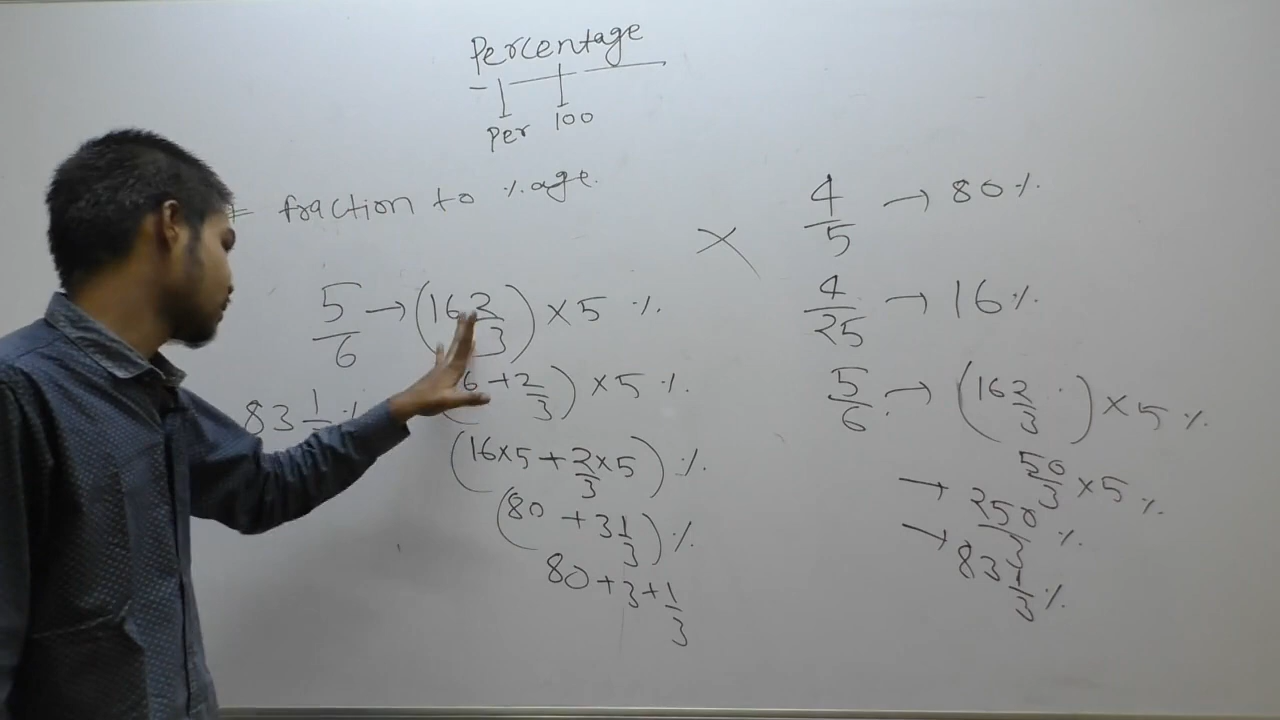 Percentage
Per 100
# fraction to %age.
5/6 → (16 2/3) × 5 %
6 + 2/3) × 5 %
83 1
(16×5 + 2/3 ×5) %
(80 + 3 1/3) %
80 + 3 + 1/3
×
4/5 → 80%
4/25 → 16%
5/6 → (16 2/3) × 5 %
→ 50/3 × 5 %
→ 250/3 %
83 1/3 %